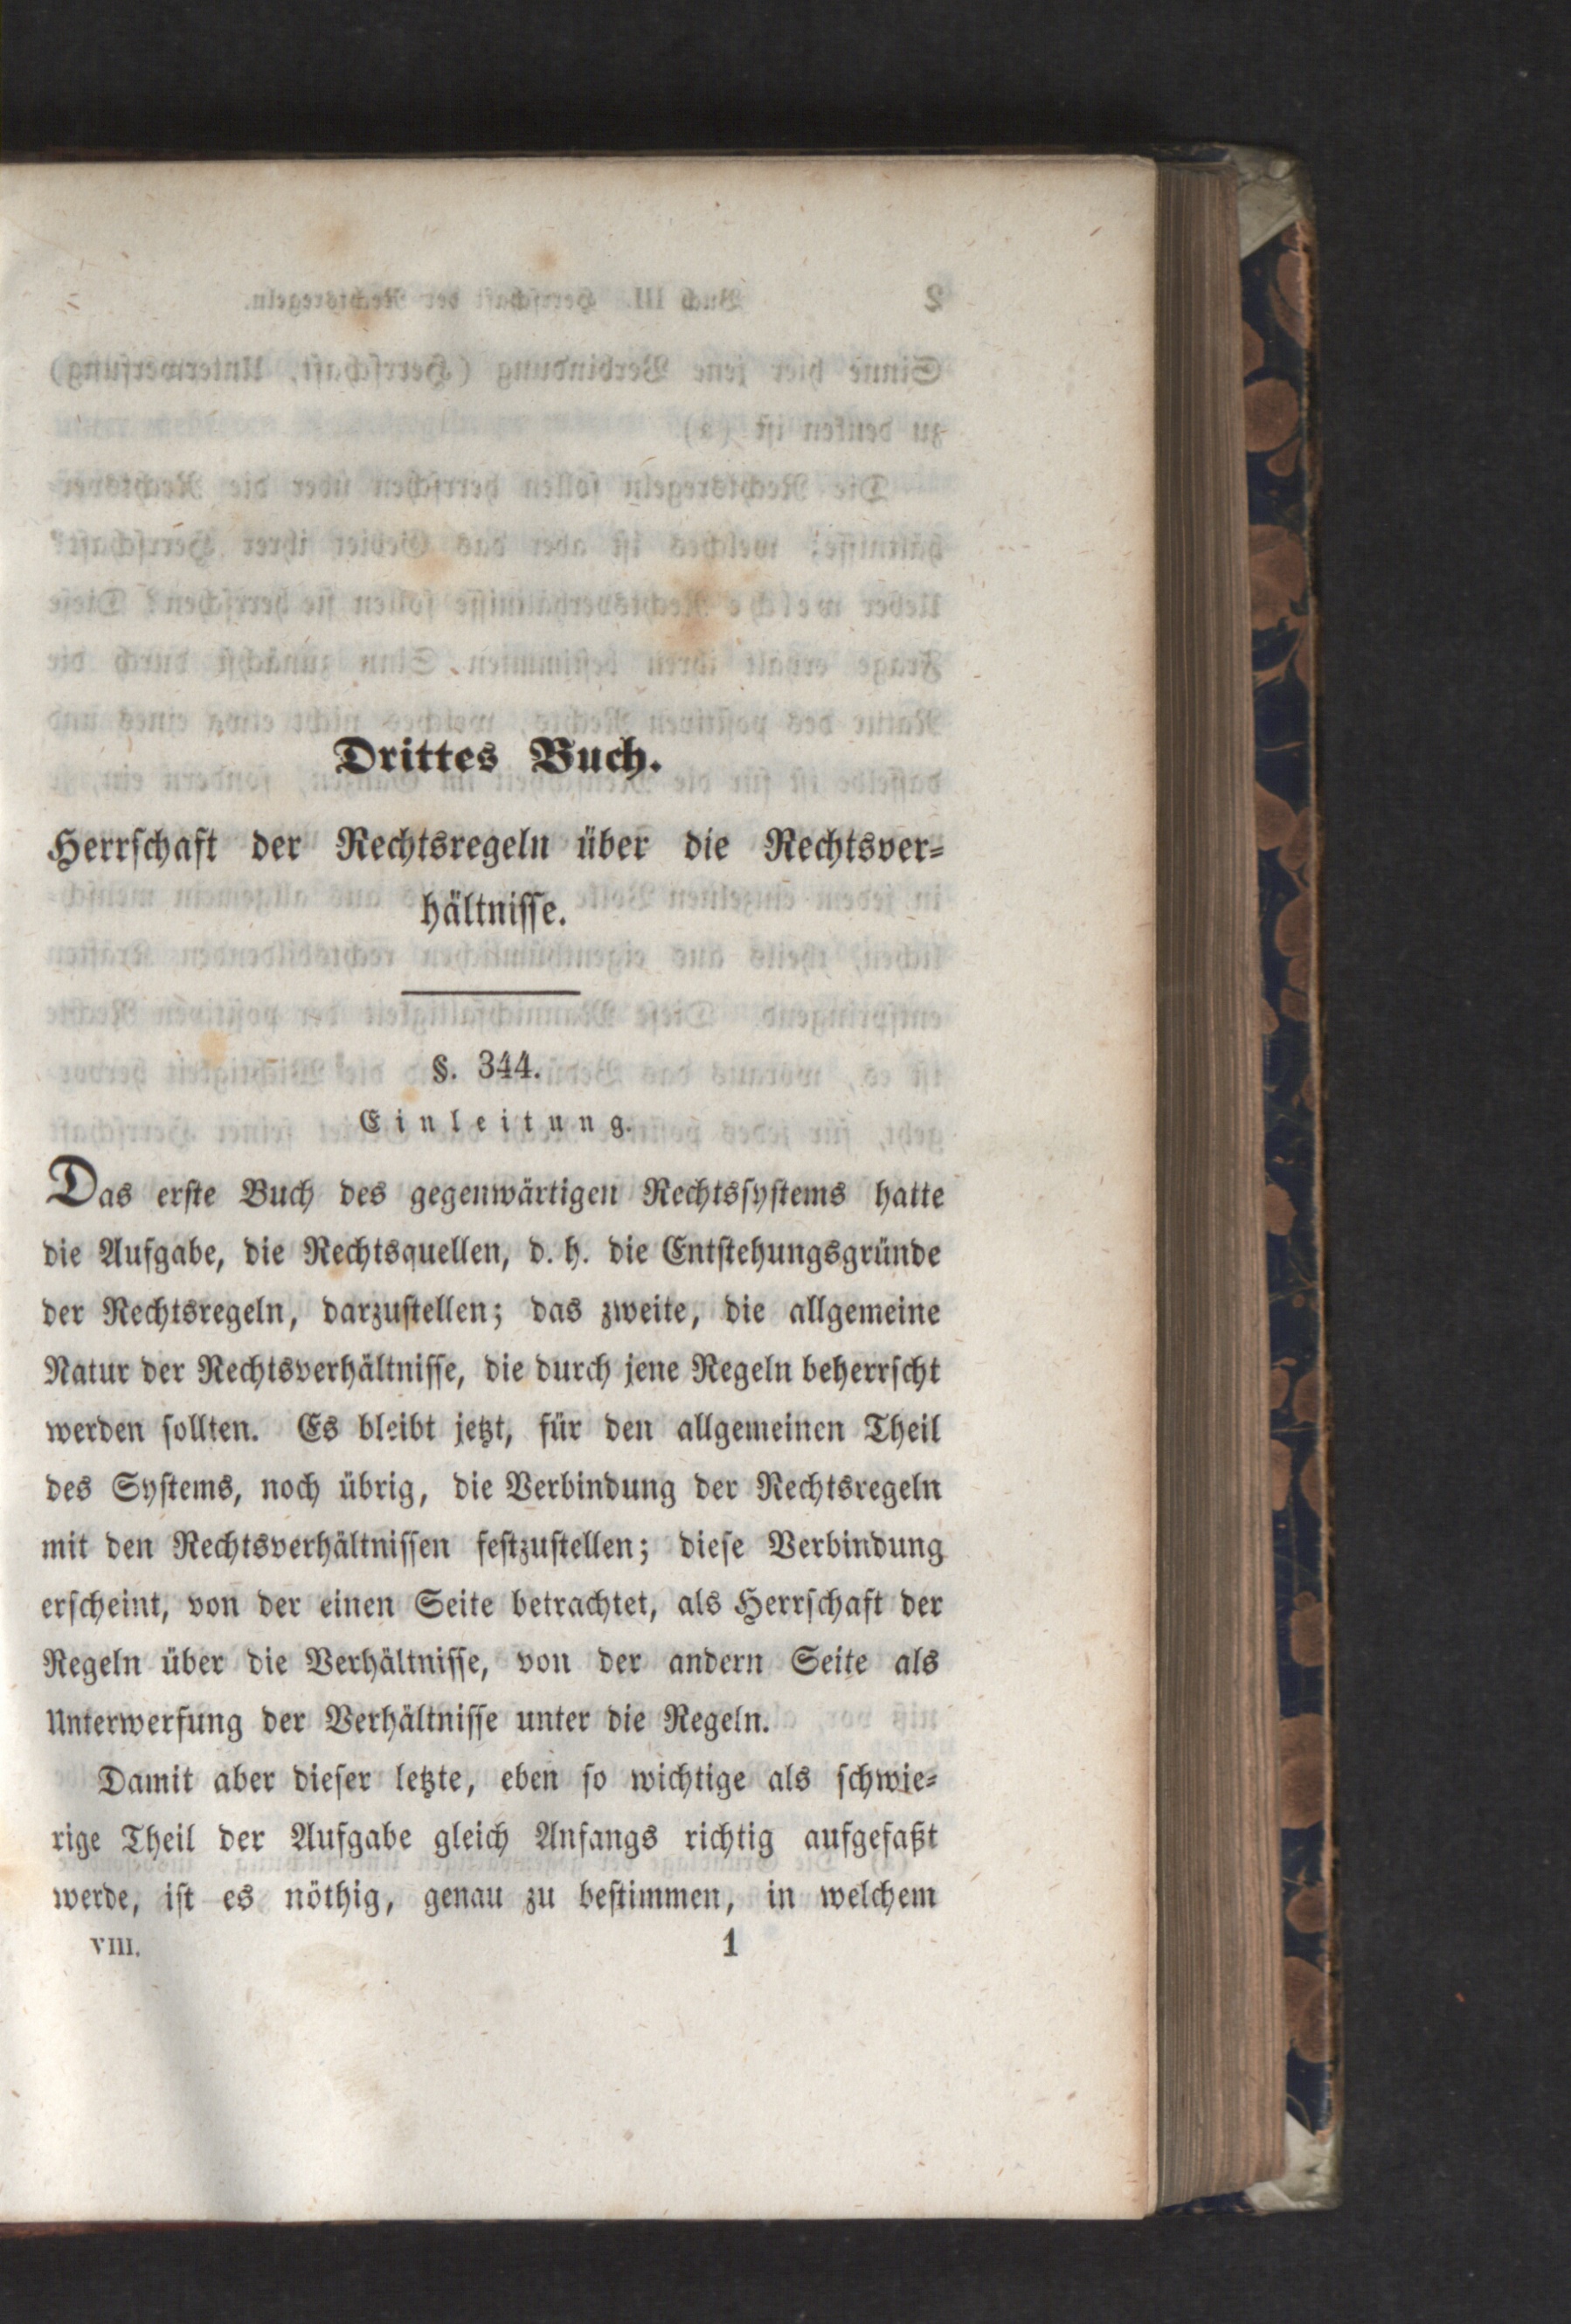 Drittes Buch.
Herrschaft der Rechtsregeln über die Rechtsver-
hältnisse.
§. 344.
Einleitung.
Das erste Buch des gegenwärtigen Rechtssystems hatte
die Aufgabe, die Rechtsquellen, d. h. die Entstehungsgründe
der Rechtsregeln, darzustellen; das zweite, die allgemeine
Natur der Rechtsverhältnisse, die durch jene Regeln beherrscht
werden sollten. Es bleibt jetzt, für den allgemeinen Theil
des Systems, noch übrig, die Verbindung der Rechtsregeln
mit den Rechtsverhältnissen festzustellen; diese Verbindung
erscheint, von der einen Seite betrachtet, als Herrschaft der
Regeln über die Verhältnisse, von der andern Seite als
Unterwerfung der Verhältnisse unter die Regeln.
Damit aber dieser letzte, eben so wichtige als schwie-
rige Theil der Aufgabe gleich Anfangs richtig aufgefaßt
werde, ist es nöthig, genau zu bestimmen, in welchem
VIII. 1